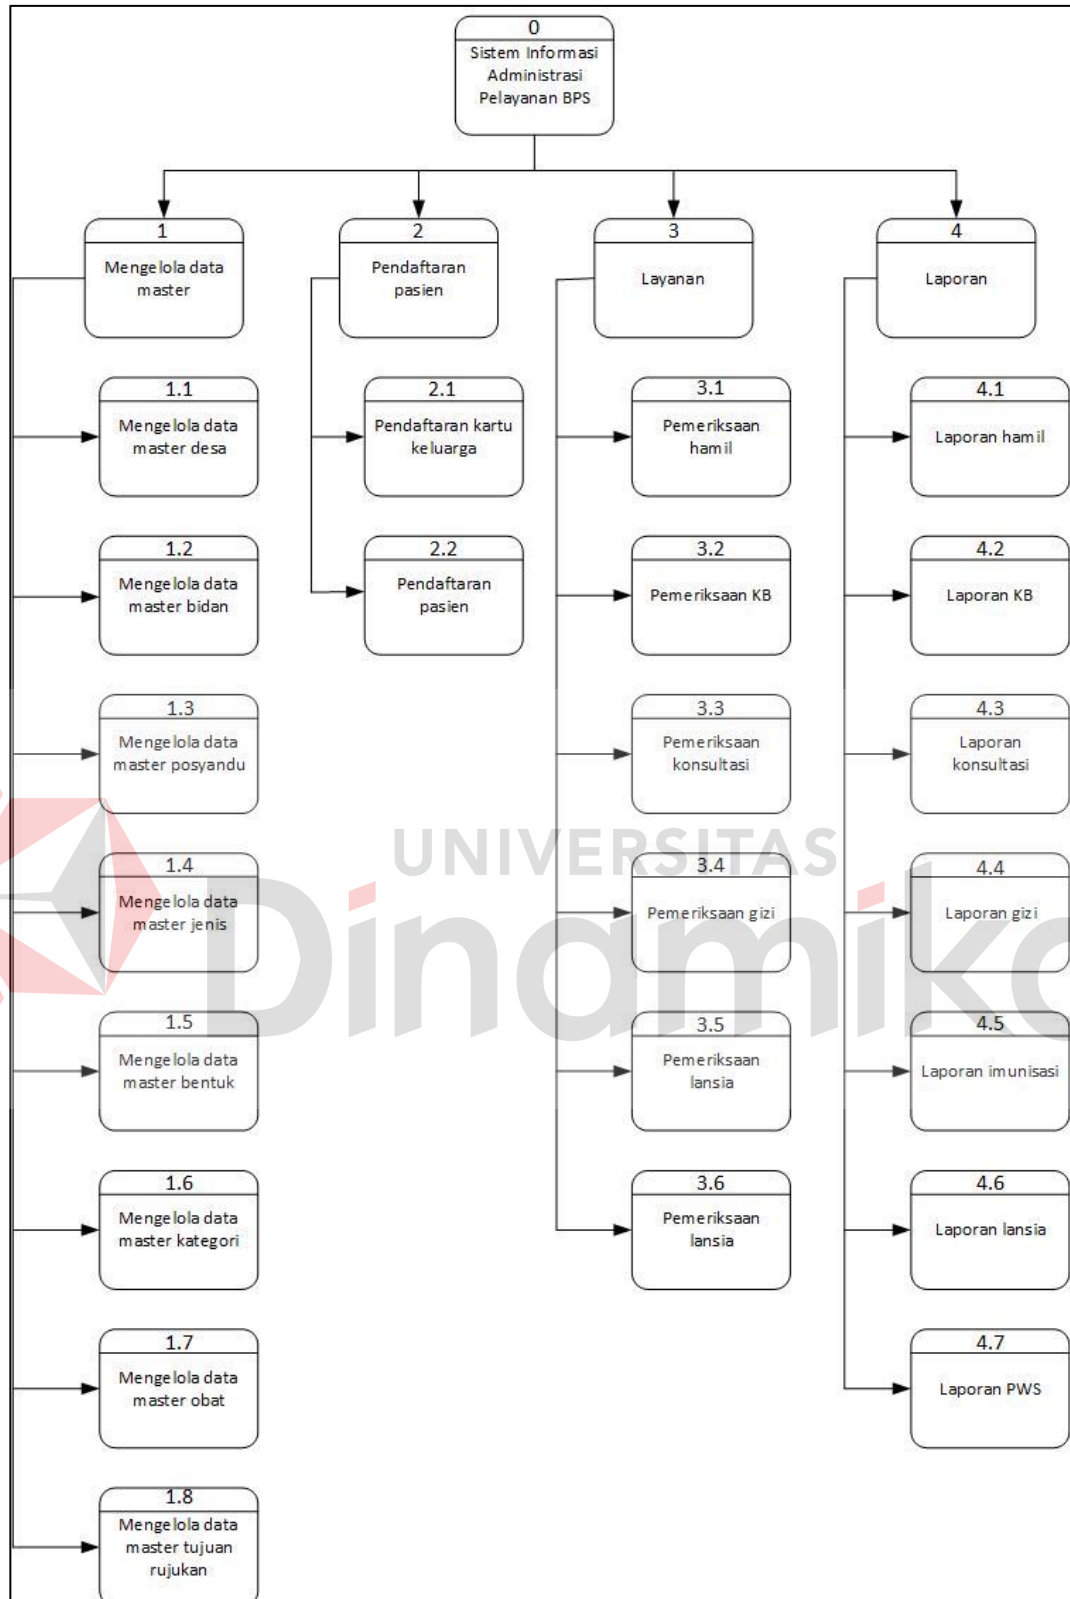 0
Sistem Informasi
Administrasi
Pelayanan BPS
1
Mengelola data
master
2
Pendaftaran
pasien
3
Layanan
4
Laporan
1.1
Mengelola data
master desa
2.1
Pendaftaran kartu
keluarga
3.1
Pemeriksaan
hamil
4.1
Laporan hamil
1.2
Mengelola data
master bidan
2.2
Pendaftaran
pasien
3.2
Pemeriksaan KB
4.2
Laporan KB
1.3
Mengelola data
master posyandu
3.3
Pemeriksaan
konsultasi
4.3
Laporan
konsultasi
UNIVERSITAS
Dinamika
1.4
Mengelola data
master jenis
3.4
Pemeriksaan gizi
4.4
Laporan gizi
1.5
Mengelola data
master bentuk
3.5
Pemeriksaan
lansia
4.5
Laporan imunisasi
1.6
Mengelola data
master kategori
3.6
Pemeriksaan
lansia
4.6
Laporan lansia
1.7
Mengelola data
master obat
4.7
Laporan PWS
1.8
Mengelola data
master tujuan
rujukan